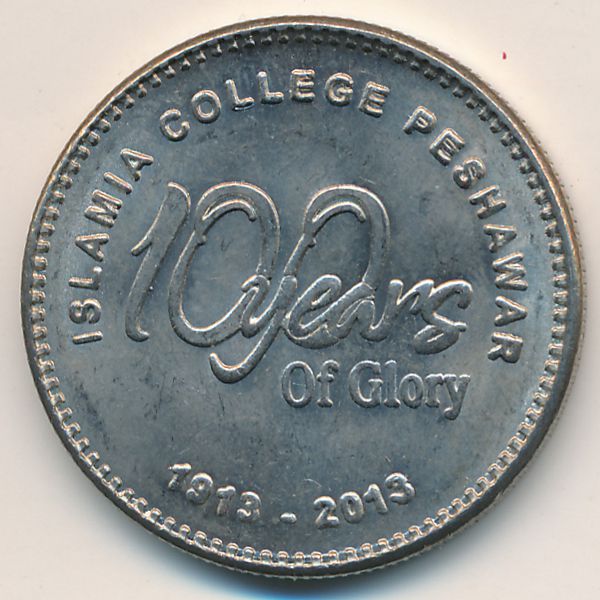 ISLAMIA COLLEGE PESHAWAR
100 years
Of Glory
1913 - 2013